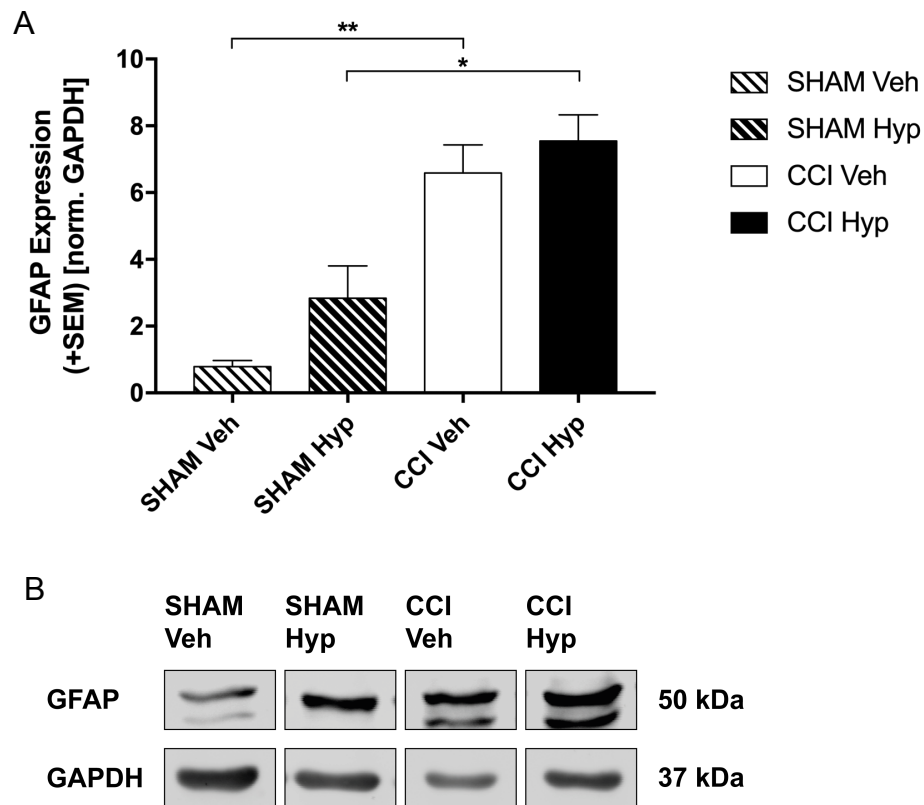 A
**
*
10
8
6
4
2
0
GFAP Expression
(+SEM) [norm. GAPDH]
SHAM Veh
SHAM Hyp
CCI Veh
CCI Hyp
SHAM Veh
SHAM Hyp
CCI Veh
CCI Hyp
B
SHAM Veh
SHAM Hyp
CCI Veh
CCI Hyp
GFAP
50 kDa
GAPDH
37 kDa